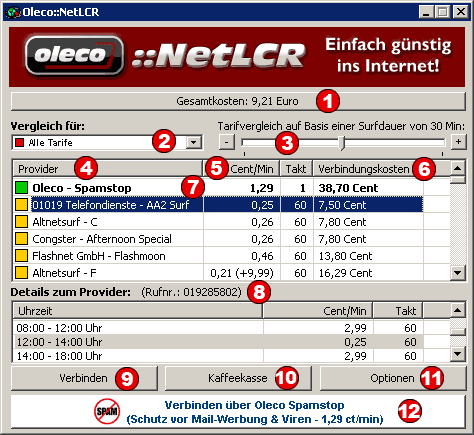 Oleco::NetLCR
oleco ::NetLCR Einfach günstig
ins Internet!
Gesamtkosten: 9,21 Euro 1
Vergleich für: Tarifvergleich auf Basis einer Surfdauer von 30 Min:
Alle Tarife 2 - 3 +
Provider 4 5 Cent/Min Takt Verbindungskosten 6
Oleco - Spamstop 7 1,29 1 38,70 Cent
01019 Telefondienste - AA2 Surf 0,25 60 7,50 Cent
Altnetsurf - C 0,26 60 7,80 Cent
Congster - Afternoon Special 0,26 60 7,80 Cent
Flashnet GmbH - Flashmoon 0,46 60 13,80 Cent
Altnetsurf - F 0,21 (+9,99) 60 16,29 Cent
Details zum Provider: (Rufnr.: 019285802) 8
Uhrzeit Cent/Min Takt
08:00 - 12:00 Uhr 2,99 60
12:00 - 14:00 Uhr 0,25 60
14:00 - 18:00 Uhr 2,99 60
Verbinden 9 Kaffeekasse 10 Optionen 11
SPAM Verbinden über Oleco Spamstop 12
(Schutz vor Mail-Werbung & Viren - 1,29 ct/min)